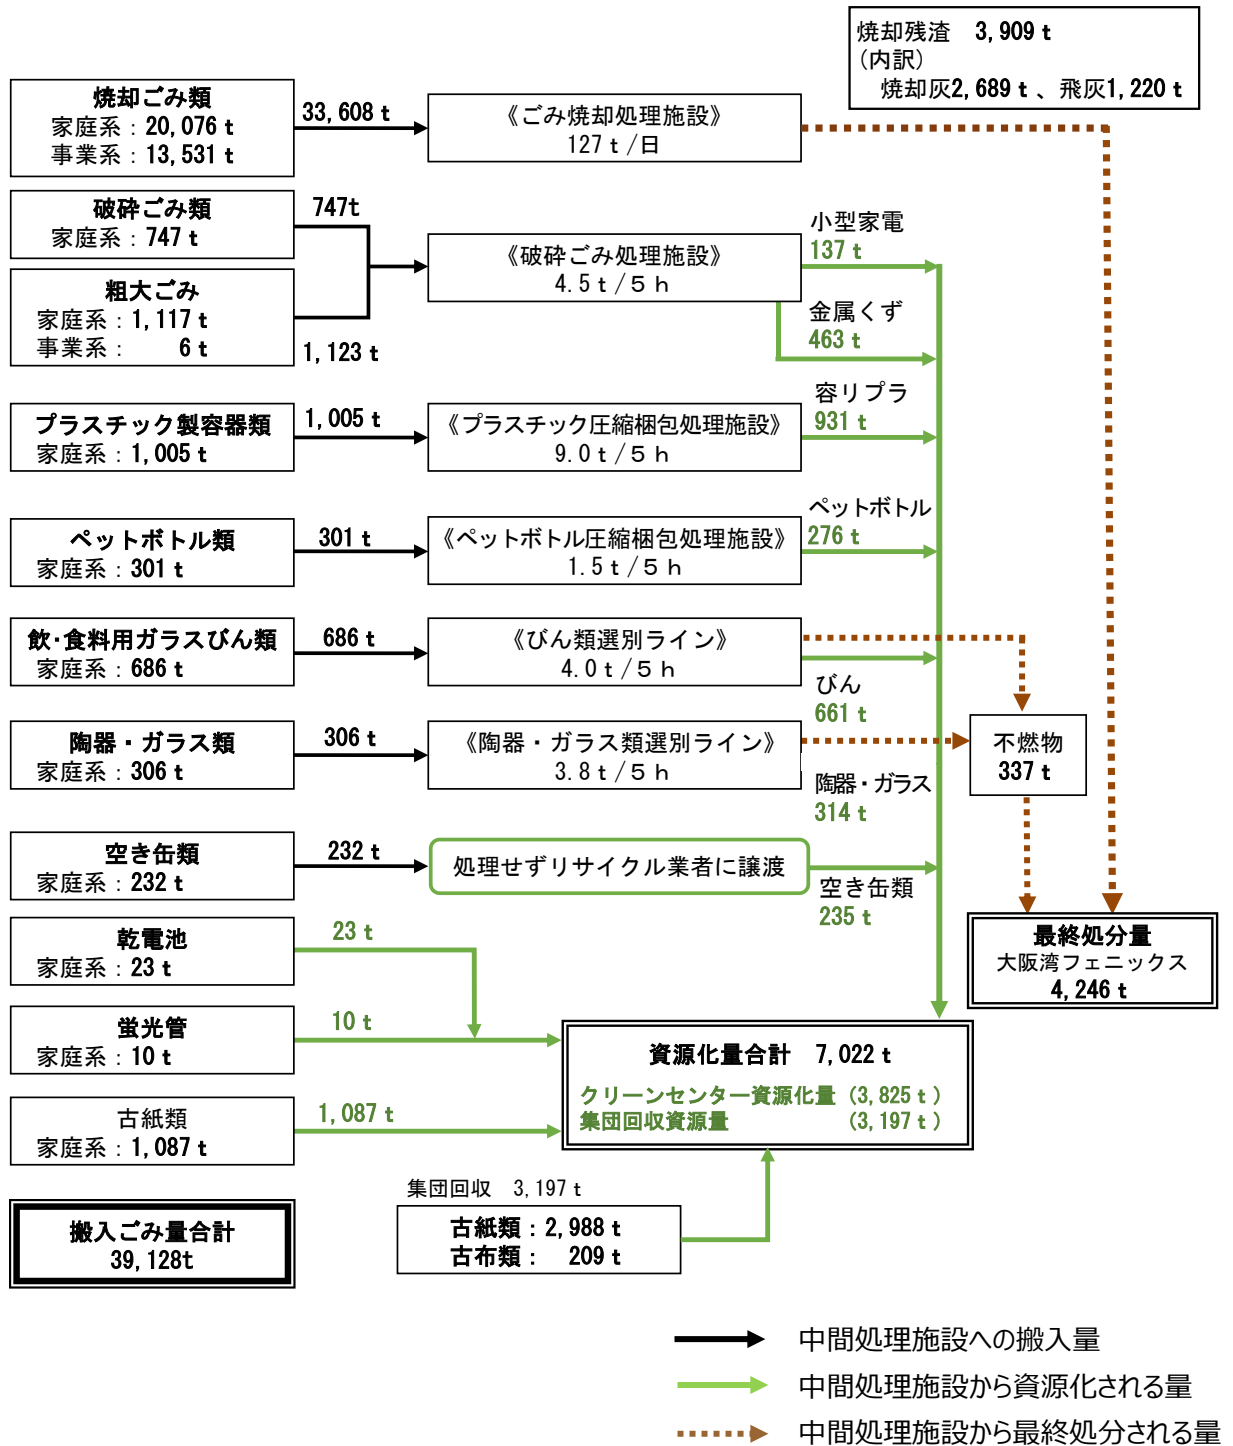 焼却残渣　3,909ｔ
(内訳)
焼却灰2,689ｔ、飛灰1,220ｔ
焼却ごみ類
家庭系：20,076ｔ
事業系：13,531ｔ
33,608ｔ
《ごみ焼却処理施設》
127ｔ/日
破砕ごみ類
家庭系：747ｔ
747t
粗大ごみ
家庭系：1,117ｔ
事業系：　　6ｔ
1,123ｔ
《破砕ごみ処理施設》
4.5ｔ/５ｈ
小型家電
137ｔ
金属くず
463ｔ
プラスチック製容器類
家庭系：1,005ｔ
1,005ｔ
《プラスチック圧縮梱包処理施設》
9.0ｔ/５ｈ
容リプラ
931ｔ
ペットボトル類
家庭系：301ｔ
301ｔ
《ペットボトル圧縮梱包処理施設》
1.5ｔ/５ｈ
ペットボトル
276ｔ
飲･食料用ガラスびん類
家庭系：686ｔ
686ｔ
《びん類選別ライン》
4.0ｔ/５ｈ
びん
661ｔ
陶器・ガラス類
家庭系：306ｔ
306ｔ
《陶器・ガラス類選別ライン》
3.8ｔ/５ｈ
陶器・ガラス
314ｔ
不燃物
337ｔ
空き缶類
家庭系：232ｔ
232ｔ
処理せずリサイクル業者に譲渡
空き缶類
235ｔ
最終処分量
大阪湾フェニックス
4,246ｔ
乾電池
家庭系：23ｔ
23ｔ
蛍光管
家庭系：10ｔ
10ｔ
古紙類
家庭系：1,087ｔ
1,087ｔ
資源化量合計　7,022ｔ
クリーンセンター資源化量（3,825ｔ）
集団回収資源量　（3,197ｔ）
集団回収　3,197ｔ
古紙類：2,988ｔ
古布類：　209ｔ
搬入ごみ量合計
39,128t
中間処理施設への搬入量
中間処理施設から資源化される量
中間処理施設から最終処分される量